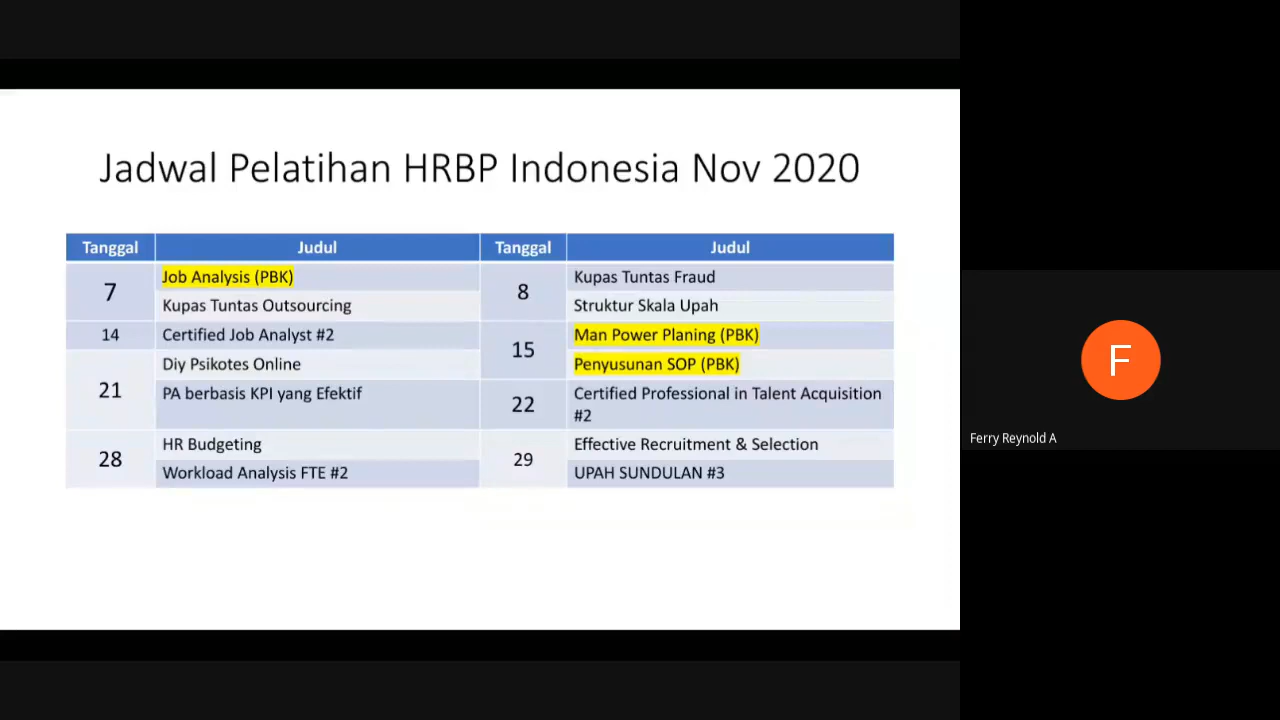 Jadwal Pelatihan HRBP Indonesia Nov 2020
Tanggal Judul Tanggal Judul
7 Job Analysis (PBK) 8 Kupas Tuntas Fraud
Kupas Tuntas Outsourcing Struktur Skala Upah
14 Certified Job Analyst #2 15 Man Power Planing (PBK)
21 Diy Psikotes Online Penyusunan SOP (PBK)
PA berbasis KPI yang Efektif 22 Certified Professional in Talent Acquisition
#2
28 HR Budgeting 29 Effective Recruitment & Selection
Workload Analysis FTE #2 UPAH SUNDULAN #3
F
Ferry Reynold A